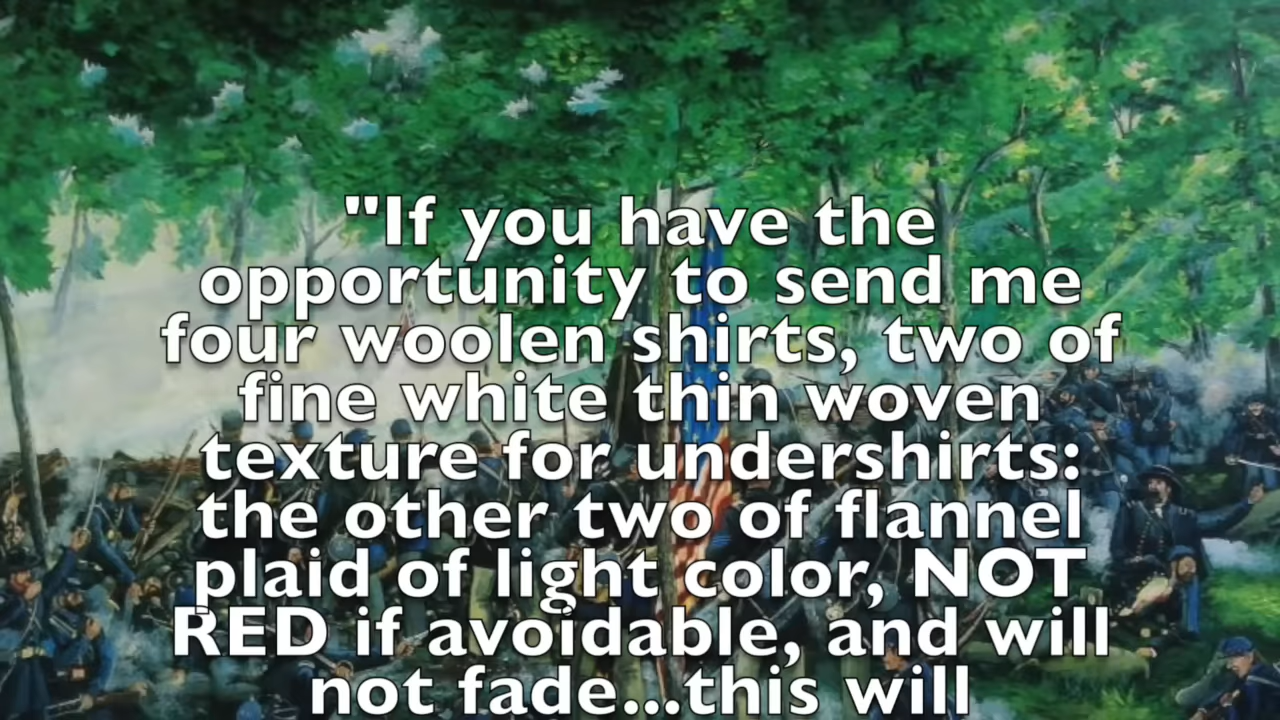 "If you have the
opportunity to send me
four woolen shirts, two of
fine white thin woven
texture for undershirts:
the other two of flannel
plaid of light color, NOT
RED if avoidable, and will
not fade...this will